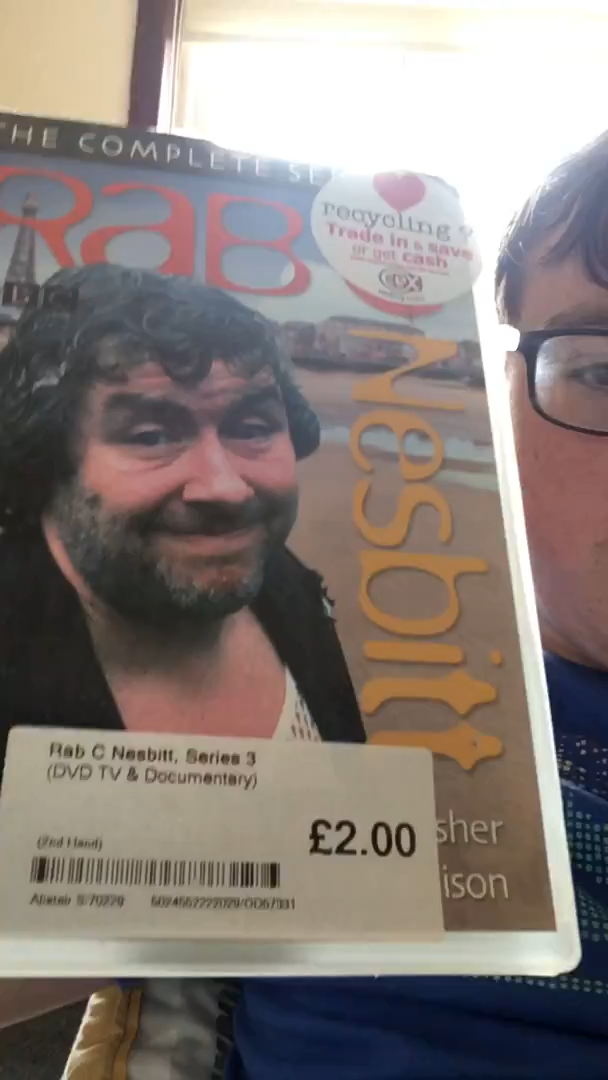 THE COMPLETE SE
RAB
recycling ?
Trade in & save
or get cash
CEX
Nesbitt
Rab C Nesbitt, Series 3
(DVD TV & Documentary)
£2.00
(2nd Hand)
sher
ison